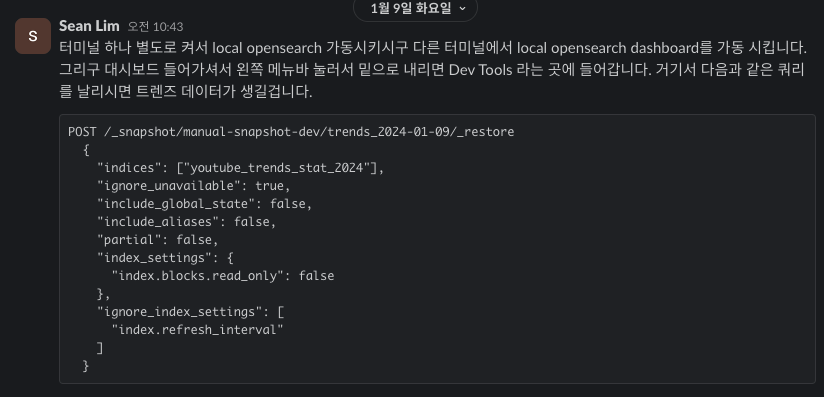 1월 9일 화요일
S
Sean Lim 오전 10:43
터미널 하나 별도로 켜서 local opensearch 가동시키시구 다른 터미널에서 local opensearch dashboard를 가동 시킵니다.
그리구 대시보드 들어가셔서 왼쪽 메뉴바 눌러서 밑으로 내리면 Dev Tools 라는 곳에 들어갑니다. 거기서 다음과 같은 쿼리
를 날리시면 트렌즈 데이터가 생길겁니다.
POST /_snapshot/manual-snapshot-dev/trends_2024-01-09/_restore
{
"indices": ["youtube_trends_stat_2024"],
"ignore_unavailable": true,
"include_global_state": false,
"include_aliases": false,
"partial": false,
"index_settings": {
"index.blocks.read_only": false
},
"ignore_index_settings": [
"index.refresh_interval"
]
}